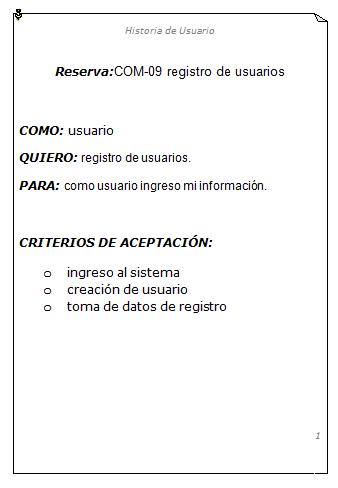 Historia de Usuario
Reserva:COM-09 registro de usuarios
COMO: usuario
QUIERO: registro de usuarios.
PARA: como usuario ingreso mi información.
CRITERIOS DE ACEPTACIÓN:
o ingreso al sistema
o creación de usuario
o toma de datos de registro
1